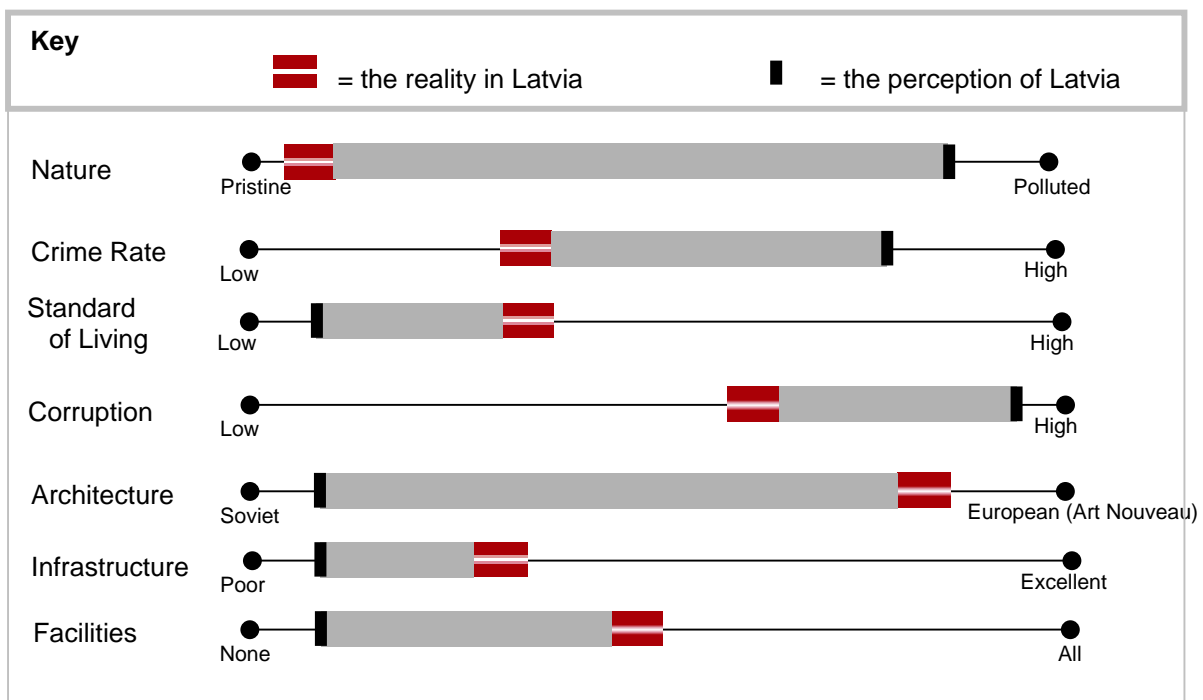 Key
= the reality in Latvia = the perception of Latvia
Nature
Pristine Polluted
Crime Rate
Low High
Standard
of Living
Low High
Corruption
Low High
Architecture
Soviet European (Art Nouveau)
Infrastructure
Poor Excellent
Facilities
None All